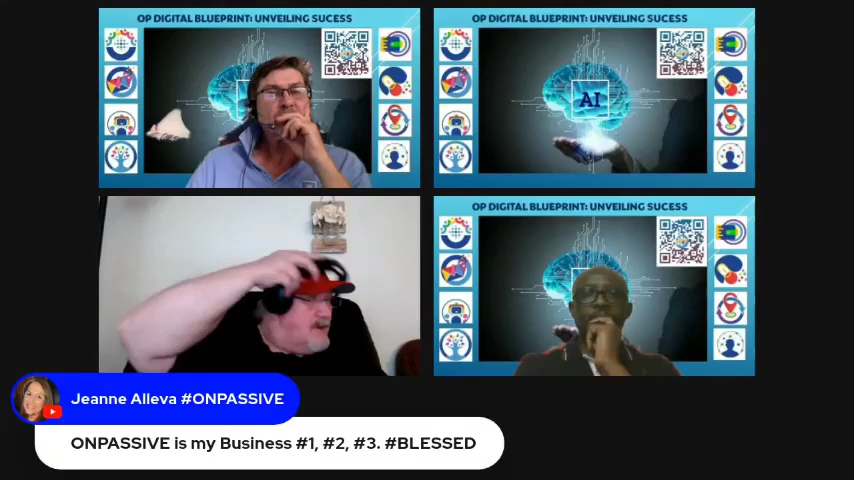 OP DIGITAL BLUEPRINT: UNVEILING SUCESS
OP DIGITAL BLUEPRINT: UNVEILING SUCESS
AI
OP DIGITAL BLUEPRINT: UNVEILING SUCESS
Jeanne Alleva #ONPASSIVE
ONPASSIVE is my Business #1, #2, #3. #BLESSED